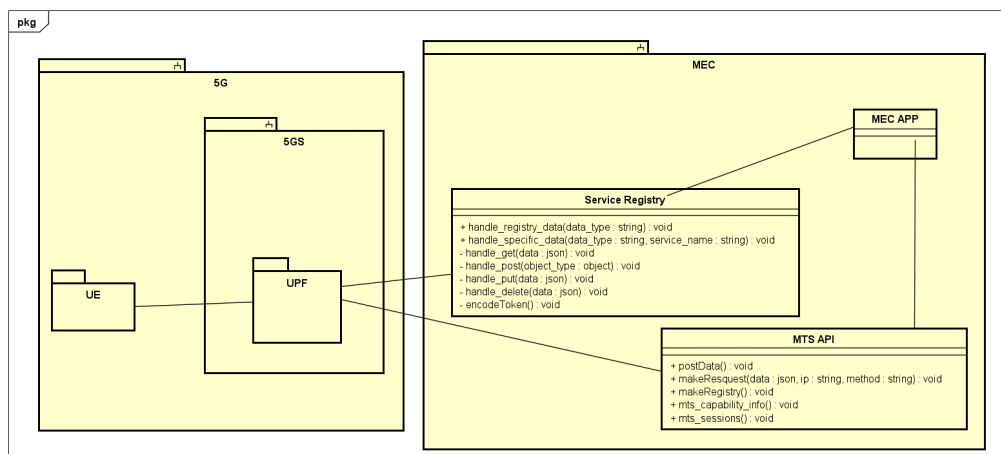 pkg
5G
5GS
UE
UPF
MEC
MEC APP
Service Registry
+ handle_registry_data(data_type : string) : void
+ handle_specific_data(data_type : string, service_name : string) : void
- handle_get(data : json) : void
- handle_post(object_type : object) : void
- handle_put(data : json) : void
- handle_delete(data : json) : void
- encodeToken() : void
MTS API
+ postData() : void
+ makeResquest(data : json, ip : string, method : string) : void
+ makeRegistry() : void
+ mts_capability_info() : void
+ mts_sessions() : void